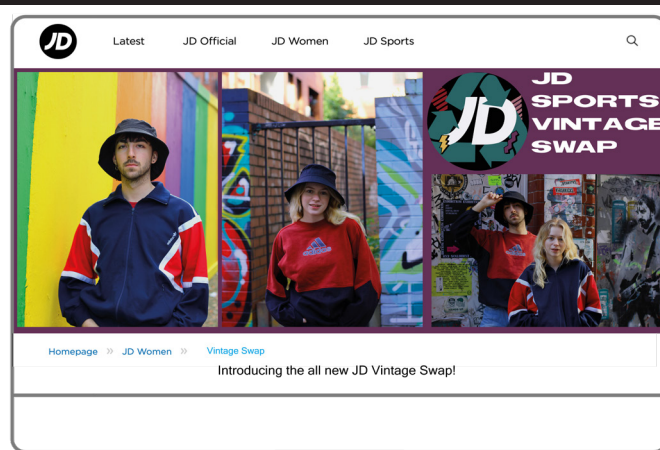 JD
Latest
JD Official
JD Women
JD Sports
JD
JD
SPORTS
VINTAGE
SWAP
adidas
Homepage » JD Women » Vintage Swap
Introducing the all new JD Vintage Swap!